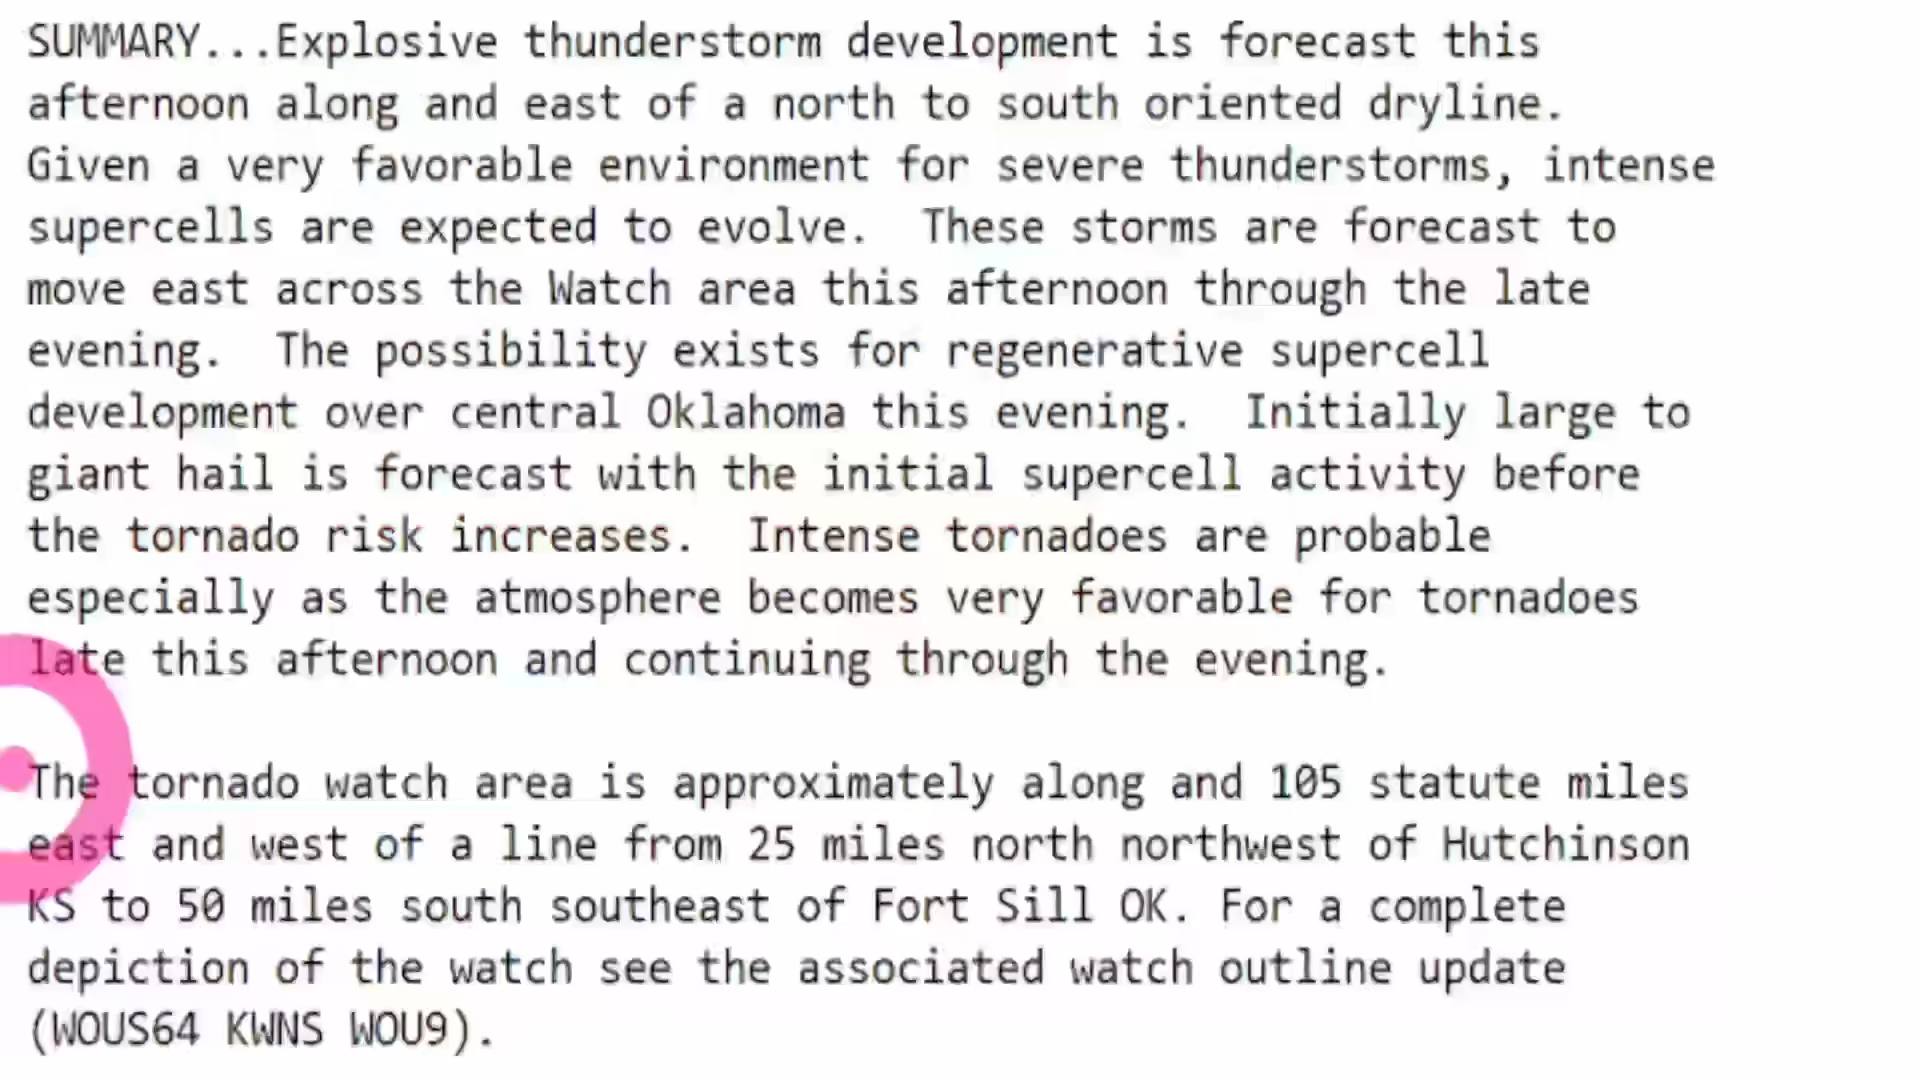 SUMMARY...Explosive thunderstorm development is forecast this
afternoon along and east of a north to south oriented dryline.
Given a very favorable environment for severe thunderstorms, intense
supercells are expected to evolve.  These storms are forecast to
move east across the Watch area this afternoon through the late
evening.  The possibility exists for regenerative supercell
development over central Oklahoma this evening.  Initially large to
giant hail is forecast with the initial supercell activity before
the tornado risk increases.  Intense tornadoes are probable
especially as the atmosphere becomes very favorable for tornadoes
late this afternoon and continuing through the evening.

The tornado watch area is approximately along and 105 statute miles
east and west of a line from 25 miles north northwest of Hutchinson
KS to 50 miles south southeast of Fort Sill OK. For a complete
depiction of the watch see the associated watch outline update
(WOUS64 KWNS WOU9).